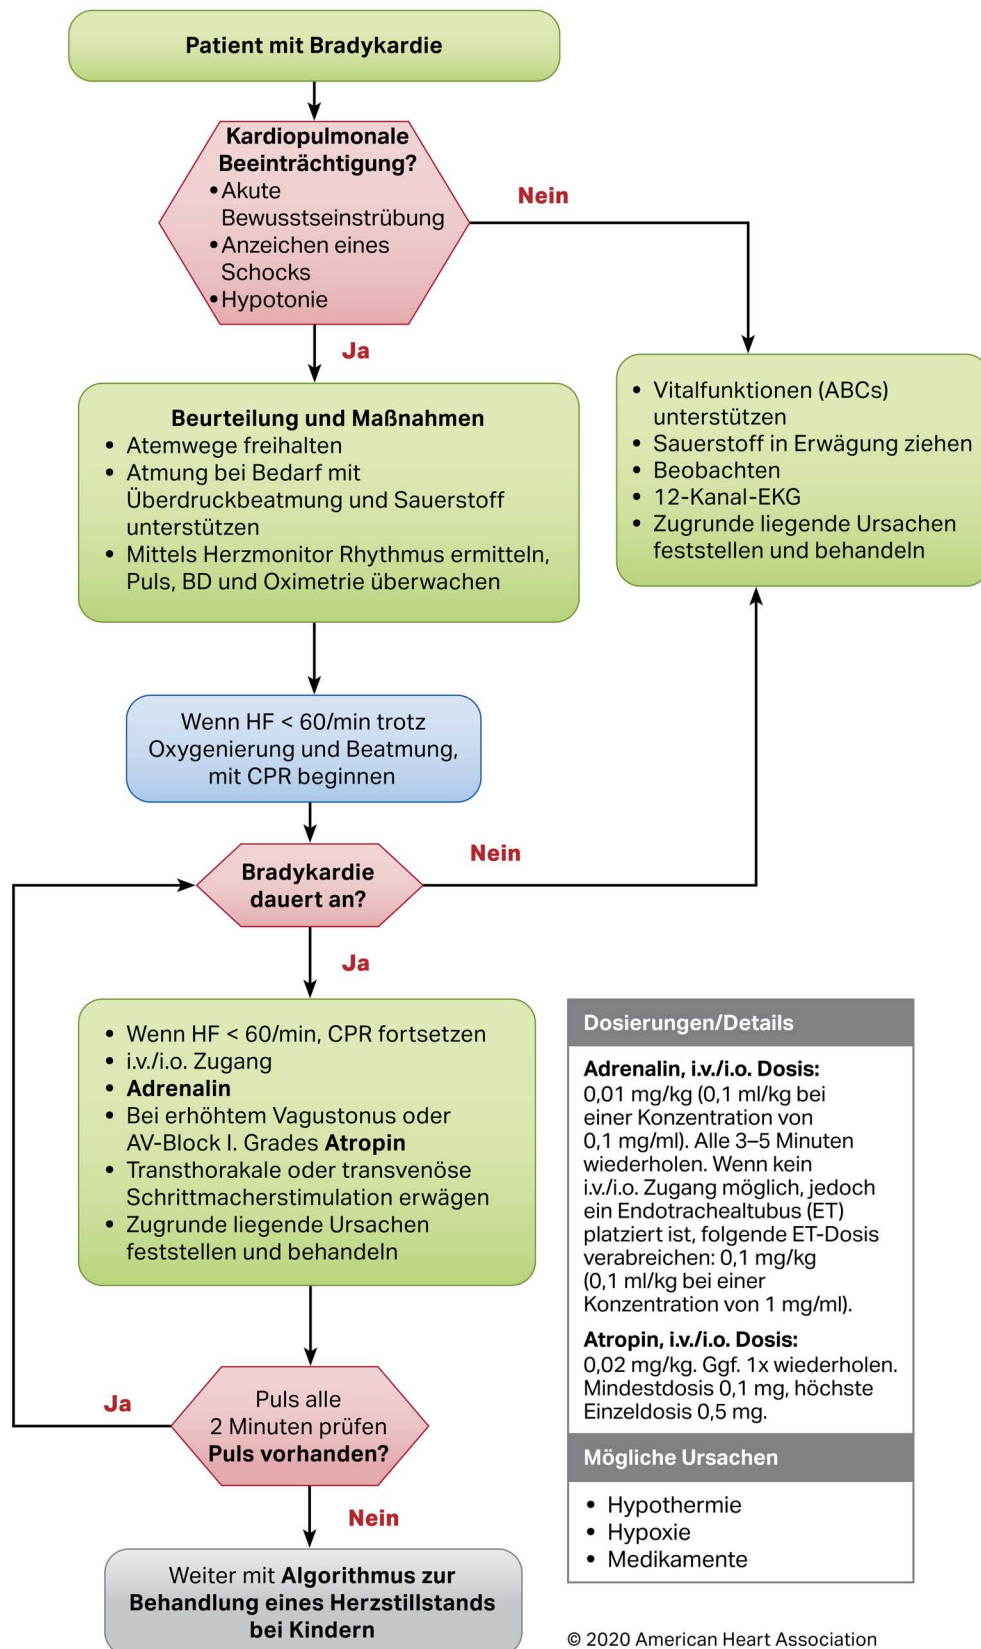 Patient mit Bradykardie
Kardiopulmonale
Beeinträchtigung?
•Akute
Bewusstseinstrübung
•Anzeichen eines
Schocks
•Hypotonie
Nein
Ja
Beurteilung und Maßnahmen
• Atemwege freihalten
• Atmung bei Bedarf mit
Überdruckbeatmung und Sauerstoff
unterstützen
• Mittels Herzmonitor Rhythmus ermitteln,
Puls, BD und Oximetrie überwachen
• Vitalfunktionen (ABCs)
unterstützen
• Sauerstoff in Erwägung ziehen
• Beobachten
• 12-Kanal-EKG
• Zugrunde liegende Ursachen
feststellen und behandeln
Wenn HF < 60/min trotz
Oxygenierung und Beatmung,
mit CPR beginnen
Bradykardie
dauert an?
Nein
Ja
• Wenn HF < 60/min, CPR fortsetzen
• i.v./i.o. Zugang
• Adrenalin
• Bei erhöhtem Vagustonus oder
AV-Block I. Grades Atropin
• Transthorakale oder transvenöse
Schrittmacherstimulation erwägen
• Zugrunde liegende Ursachen
feststellen und behandeln
Puls alle
2 Minuten prüfen
Puls vorhanden?
Ja
Nein
Weiter mit Algorithmus zur
Behandlung eines Herzstillstands
bei Kindern
Dosierungen/Details
Adrenalin, i.v./i.o. Dosis:
0,01 mg/kg (0,1 ml/kg bei
einer Konzentration von
0,1 mg/ml). Alle 3–5 Minuten
wiederholen. Wenn kein
i.v./i.o. Zugang möglich, jedoch
ein Endotrachealtubus (ET)
platziert ist, folgende ET-Dosis
verabreichen: 0,1 mg/kg
(0,1 ml/kg bei einer
Konzentration von 1 mg/ml).
Atropin, i.v./i.o. Dosis:
0,02 mg/kg. Ggf. 1x wiederholen.
Mindestdosis 0,1 mg, höchste
Einzeldosis 0,5 mg.
Mögliche Ursachen
• Hypothermie
• Hypoxie
• Medikamente
© 2020 American Heart Association